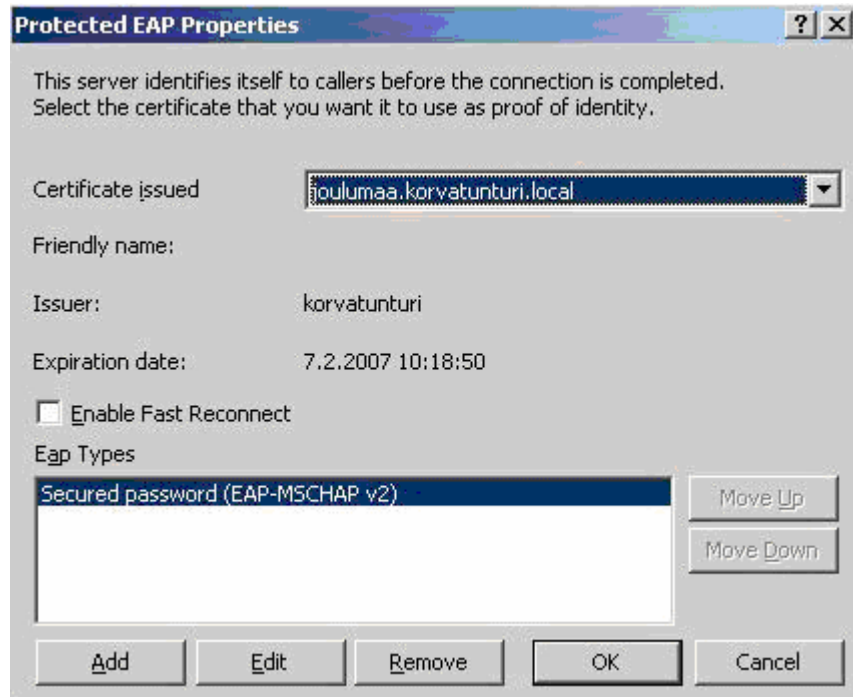 Protected EAP Properties
This server identifies itself to callers before the connection is completed.
Select the certificate that you want it to use as proof of identity.
Certificate issued joulumaa.korvatunturi.local
Friendly name:
Issuer: korvatunturi
Expiration date: 7.2.2007 10:18:50
Enable Fast Reconnect
Eap Types
Secured password (EAP-MSCHAP v2)
Move Up
Move Down
Add Edit Remove OK Cancel